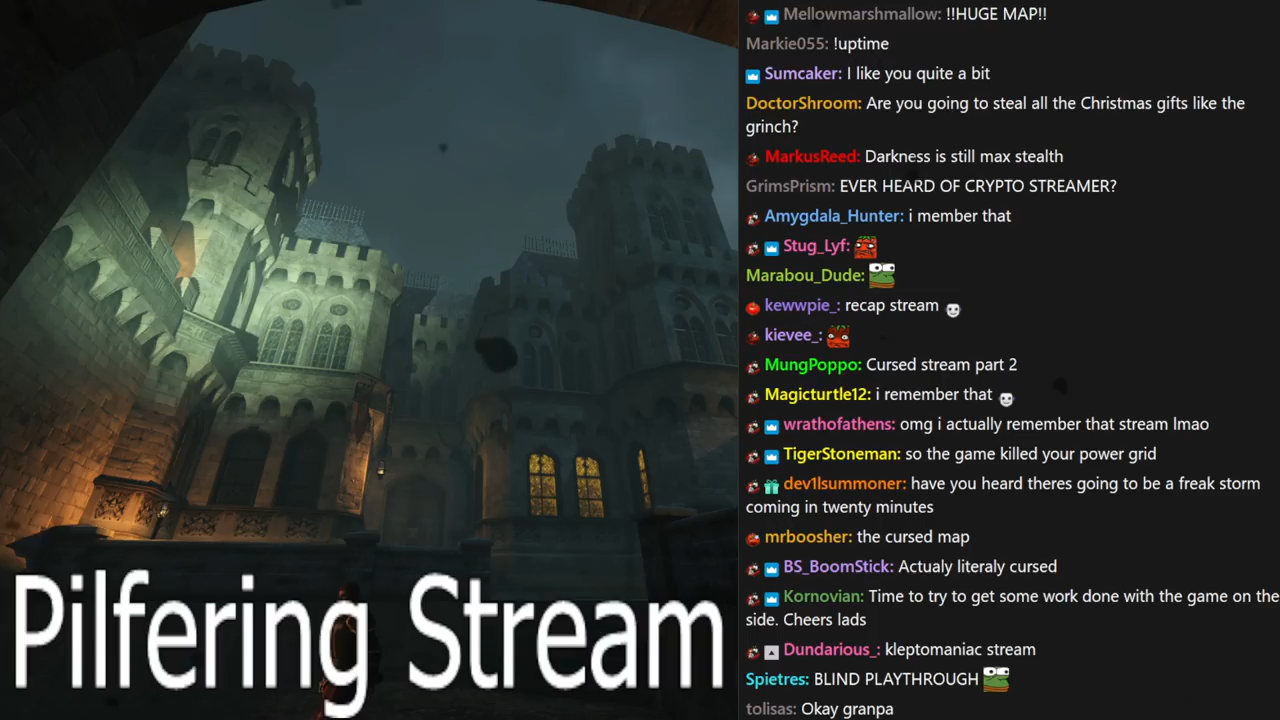 Mellowmarshmallow: !!HUGE MAP!!
Markie055: !uptime
Sumcaker: I like you quite a bit
DoctorShroom: Are you going to steal all the Christmas gifts like the
grinch?
MarkusReed: Darkness is still max stealth
GrimsPrism: EVER HEARD OF CRYPTO STREAMER?
Amygdala_Hunter: i member that
Stug_Lyf:
Marabou_Dude:
kewwpie_: recap stream
kievee_:
MungPoppo: Cursed stream part 2
Magicturtle12: i remember that
wrathofathens: omg i actually remember that stream lmao
TigerStoneman: so the game killed your power grid
dev1lsummoner: have you heard theres going to be a freak storm
coming in twenty minutes
mrboosher: the cursed map
BS_BoomStick: Actualy literaly cursed
Kornovian: Time to try to get some work done with the game on the
side. Cheers lads
Dundarious_: kleptomaniac stream
Spietres: BLIND PLAYTHROUGH
tolisas: Okay granpa
Pilfering Stream